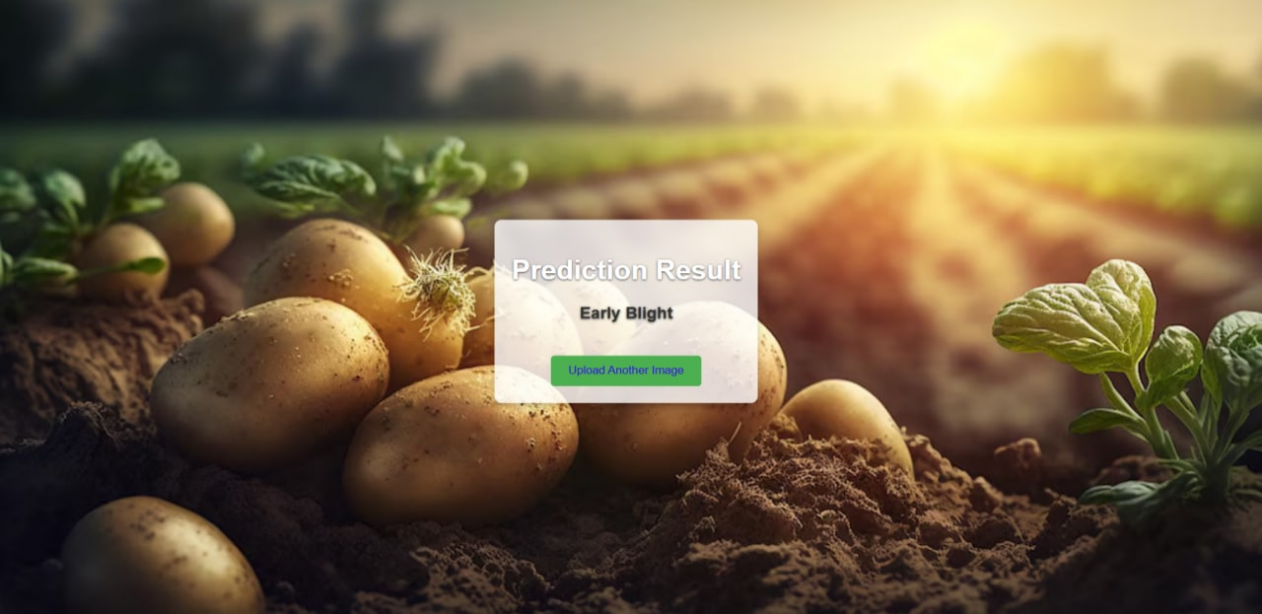 Prediction Result
Early Blight
Upload Another Image